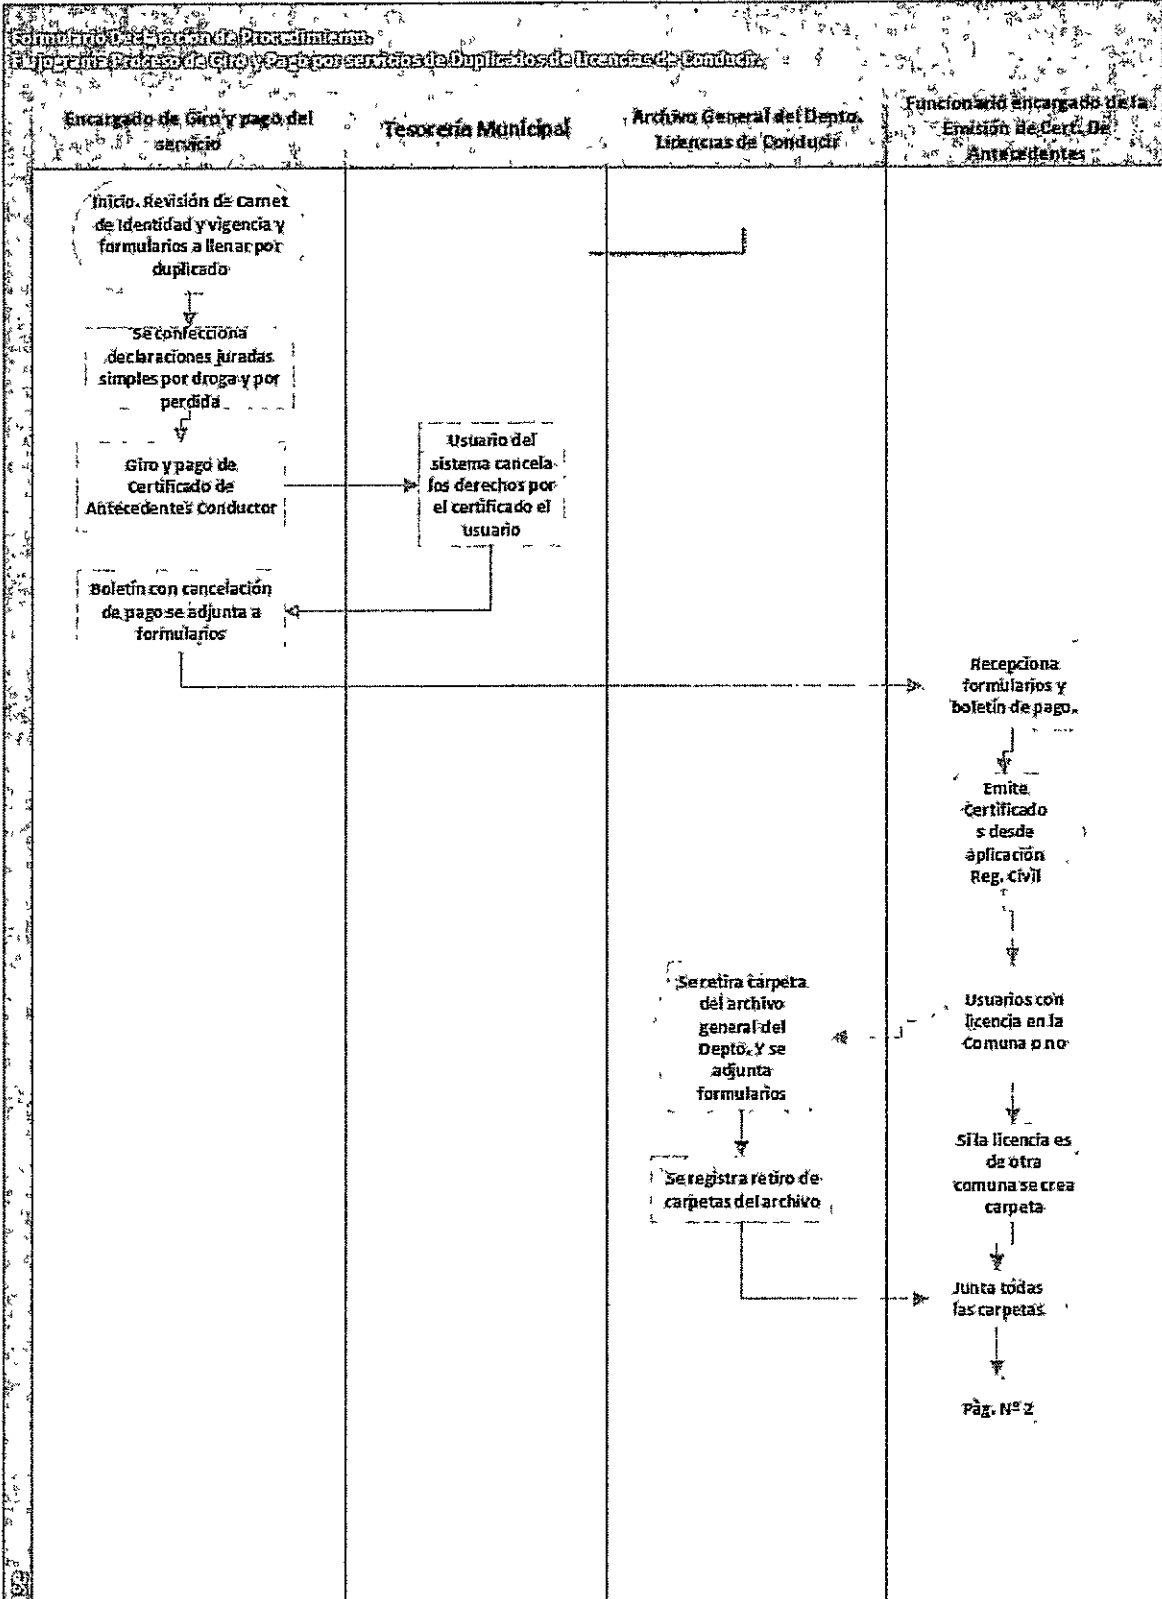 Formulario Declaración de Procedimiento.
Flujograma Proceso de Giro y Pago por servicios de Duplicados de licencias de Conducir.
Encargado de Giro y pago del
servicio
Tesorería Municipal
Archivo General del Depto.
Licencias de Conducir
Funcionario encargado de la
Emisión de Cert. De
Antecedentes
Inicio. Revisión de Carnet
de Identidad y vigencia y
formularios a llenar por
duplicado
Se confecciona
declaraciones juradas
simples por droga y por
perdida
Giro y pago de
Certificado de
Antecedentes Conductor
Usuario del
sistema cancela
los derechos por
el certificado el
usuario
Boletín con cancelación
de pago se adjunta a
formularios
Recepciona
formularios y
boletín de pago.
Emite
Certificado
s desde
aplicación
Reg. Civil
Usuarios con
licencia en la
Comuna o no
Se retira carpeta
del archivo
general del
Depto. Y se
adjunta
formularios
Si la licencia es
de otra
comuna se crea
carpeta
Se registra retiro de
carpetas del archivo
Junta todas
las carpetas
Pág. Nº 2